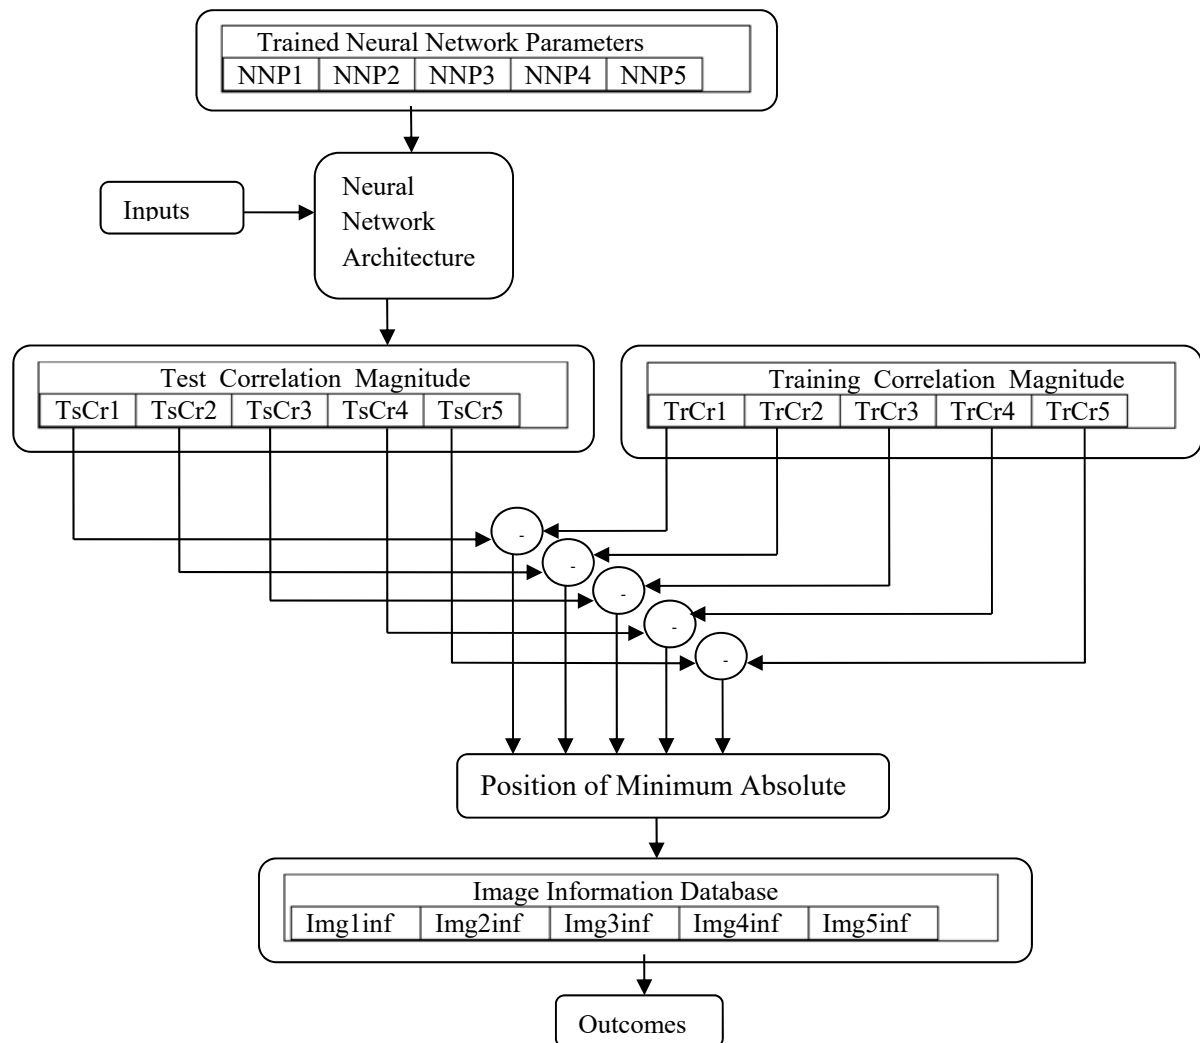 Trained Neural Network Parameters
NNP1 NNP2 NNP3 NNP4 NNP5
Inputs
Neural
Network
Architecture
Test Correlation Magnitude
TsCr1 TsCr2 TsCr3 TsCr4 TsCr5
Training Correlation Magnitude
TrCr1 TrCr2 TrCr3 TrCr4 TrCr5
-
-
-
-
-
Position of Minimum Absolute
Image Information Database
Img1inf Img2inf Img3inf Img4inf Img5inf
Outcomes